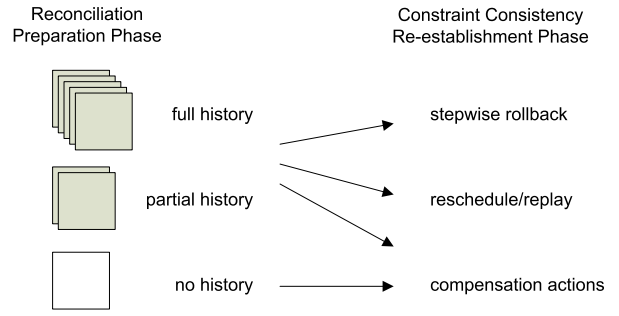 Reconciliation
Preparation Phase
Constraint Consistency
Re-establishment Phase
full history
stepwise rollback
partial history
reschedule/replay
no history
compensation actions